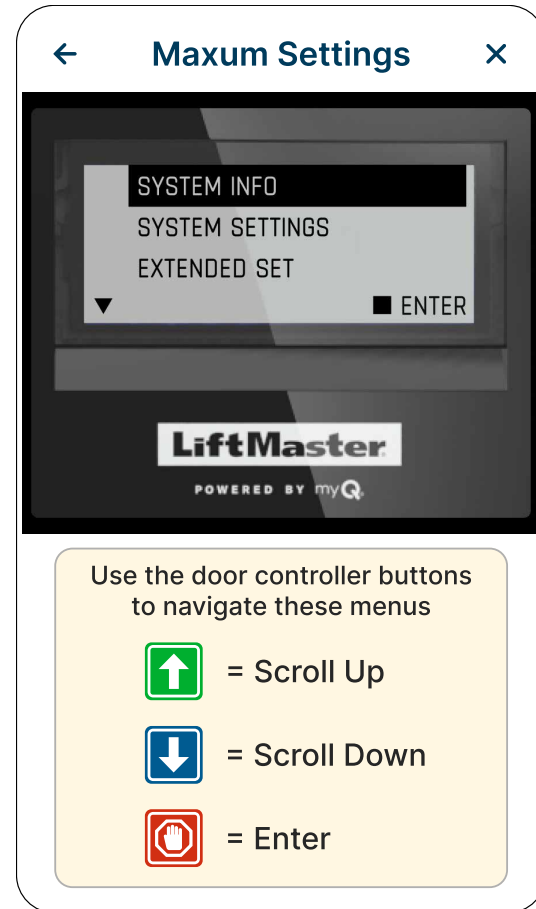 Maxum Settings
SYSTEM INFO
SYSTEM SETTINGS
EXTENDED SET
▼ ■ ENTER
LiftMaster
POWERED BY myQ
Use the door controller buttons
to navigate these menus
= Scroll Up
= Scroll Down
= Enter